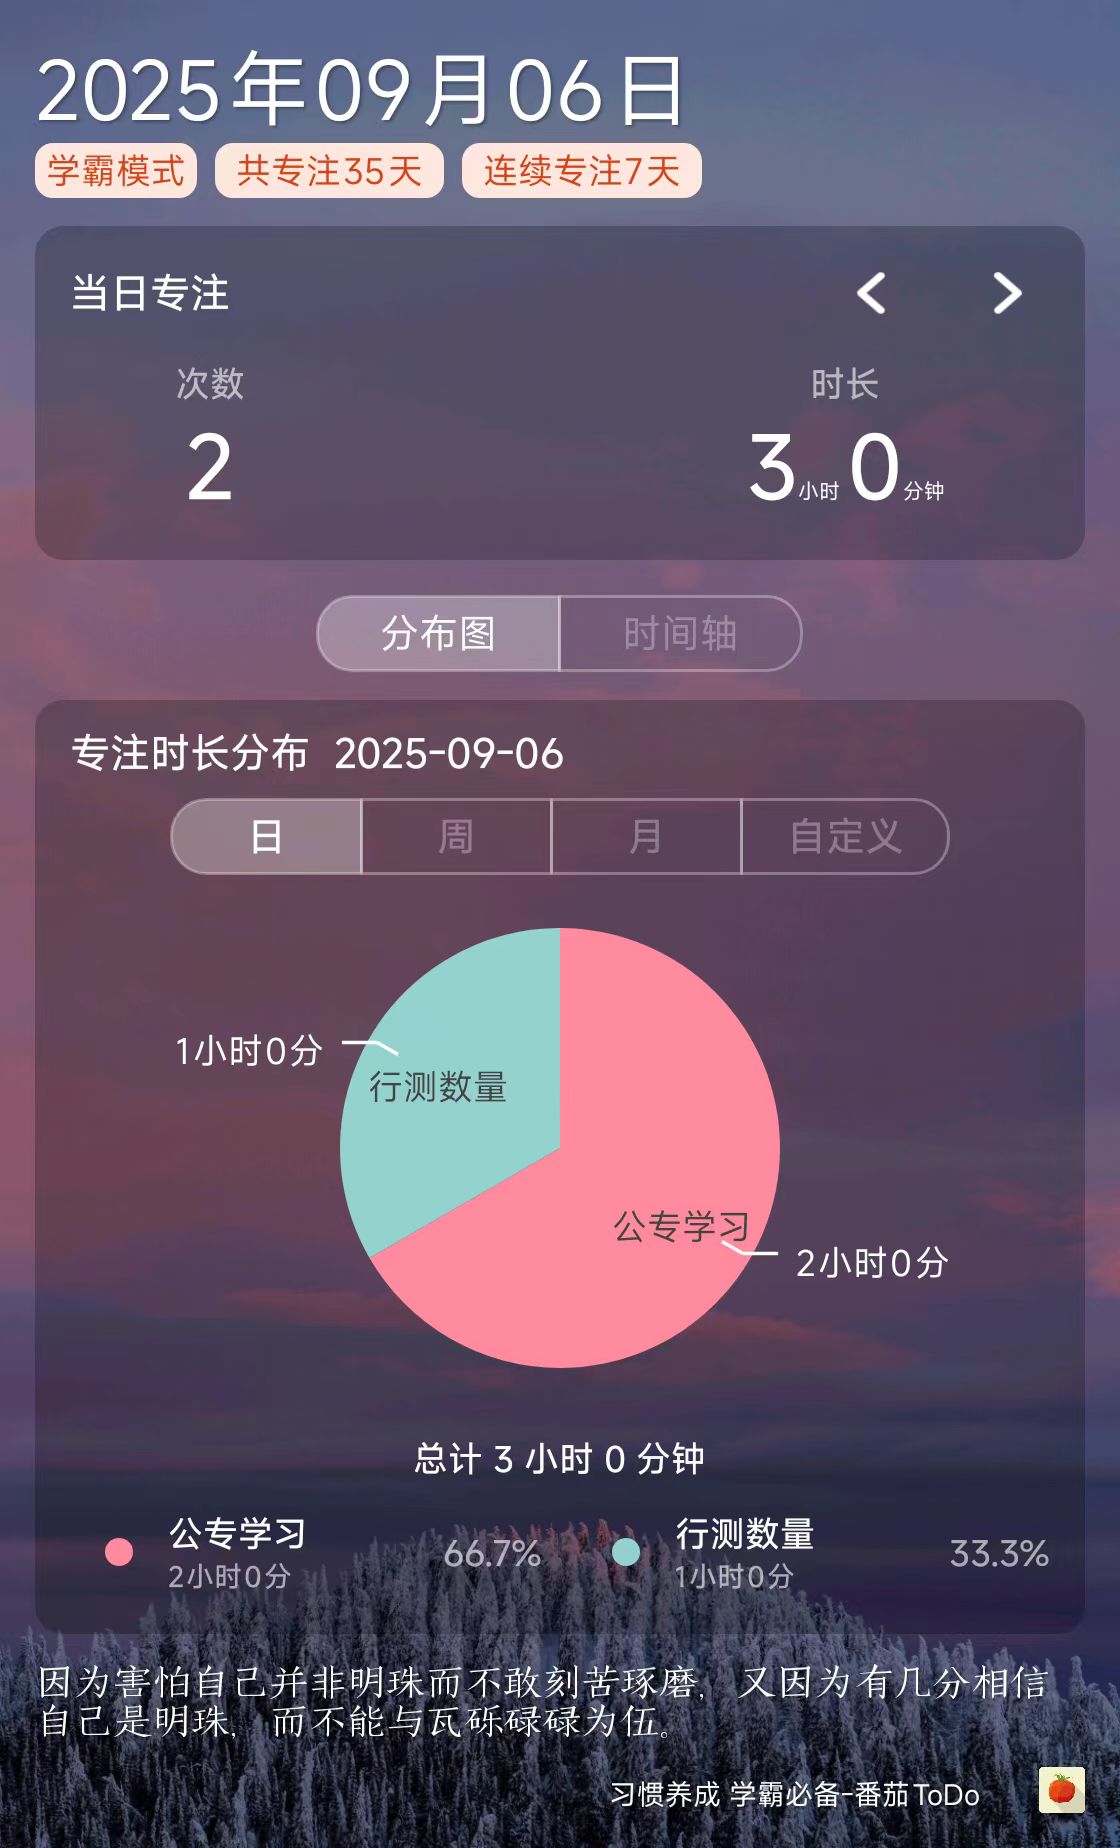 2025年09月06日
学霸模式 共专注35天 连续专注7天
当日专注
次数 时长
2 3小时0分钟
分布图 时间轴
专注时长分布 2025-09-06
日 周 月 自定义
1小时0分
行测数量
公专学习
2小时0分
总计 3 小时 0 分钟
公专学习 66.7% 行测数量 33.3%
2小时0分 1小时0分
因为害怕自己并非明珠而不敢刻苦琢磨，又因为有几分相信
自己是明珠，而不能与瓦砾碌碌为伍。
习惯养成 学霸必备-番茄ToDo